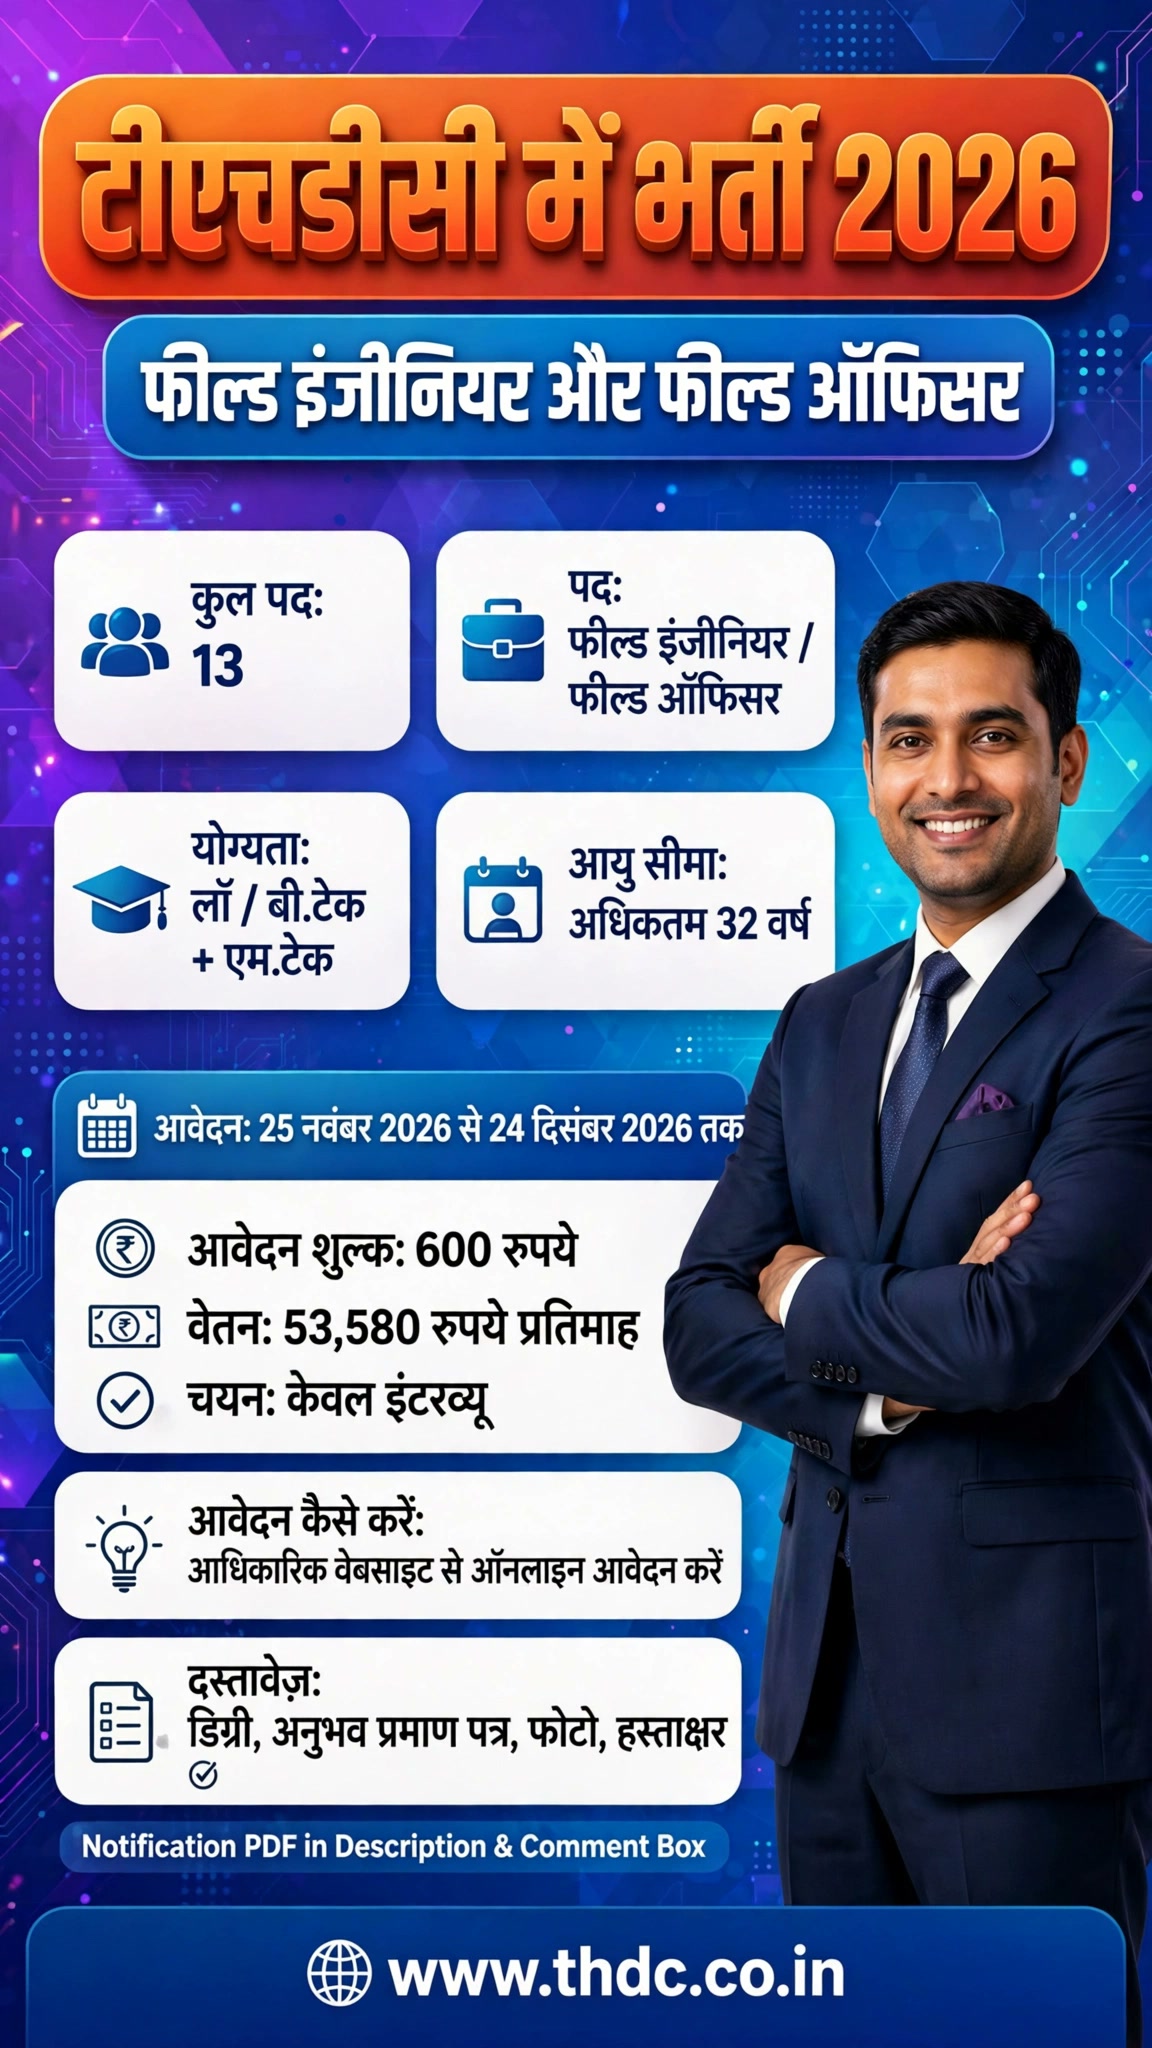 टीएचडीसी में भर्ती 2026
फील्ड इंजीनियर और फील्ड ऑफिसर
कुल पद:
13
पद:
फील्ड इंजीनियर /
फील्ड ऑफिसर
योग्यता:
लॉ / बी.टेक
+ एम.टेक
आयु सीमा:
अधिकतम 32 वर्ष
आवेदन: 25 नवंबर 2026 से 24 दिसंबर 2026 तक
आवेदन शुल्क: 600 रुपये
वेतन: 53,580 रुपये प्रतिमाह
चयन: केवल इंटरव्यू
आवेदन कैसे करें:
आधिकारिक वेबसाइट से ऑनलाइन आवेदन करें
दस्तावेज़:
डिग्री, अनुभव प्रमाण पत्र, फोटो, हस्ताक्षर
Notification PDF in Description & Comment Box
www.thdc.co.in